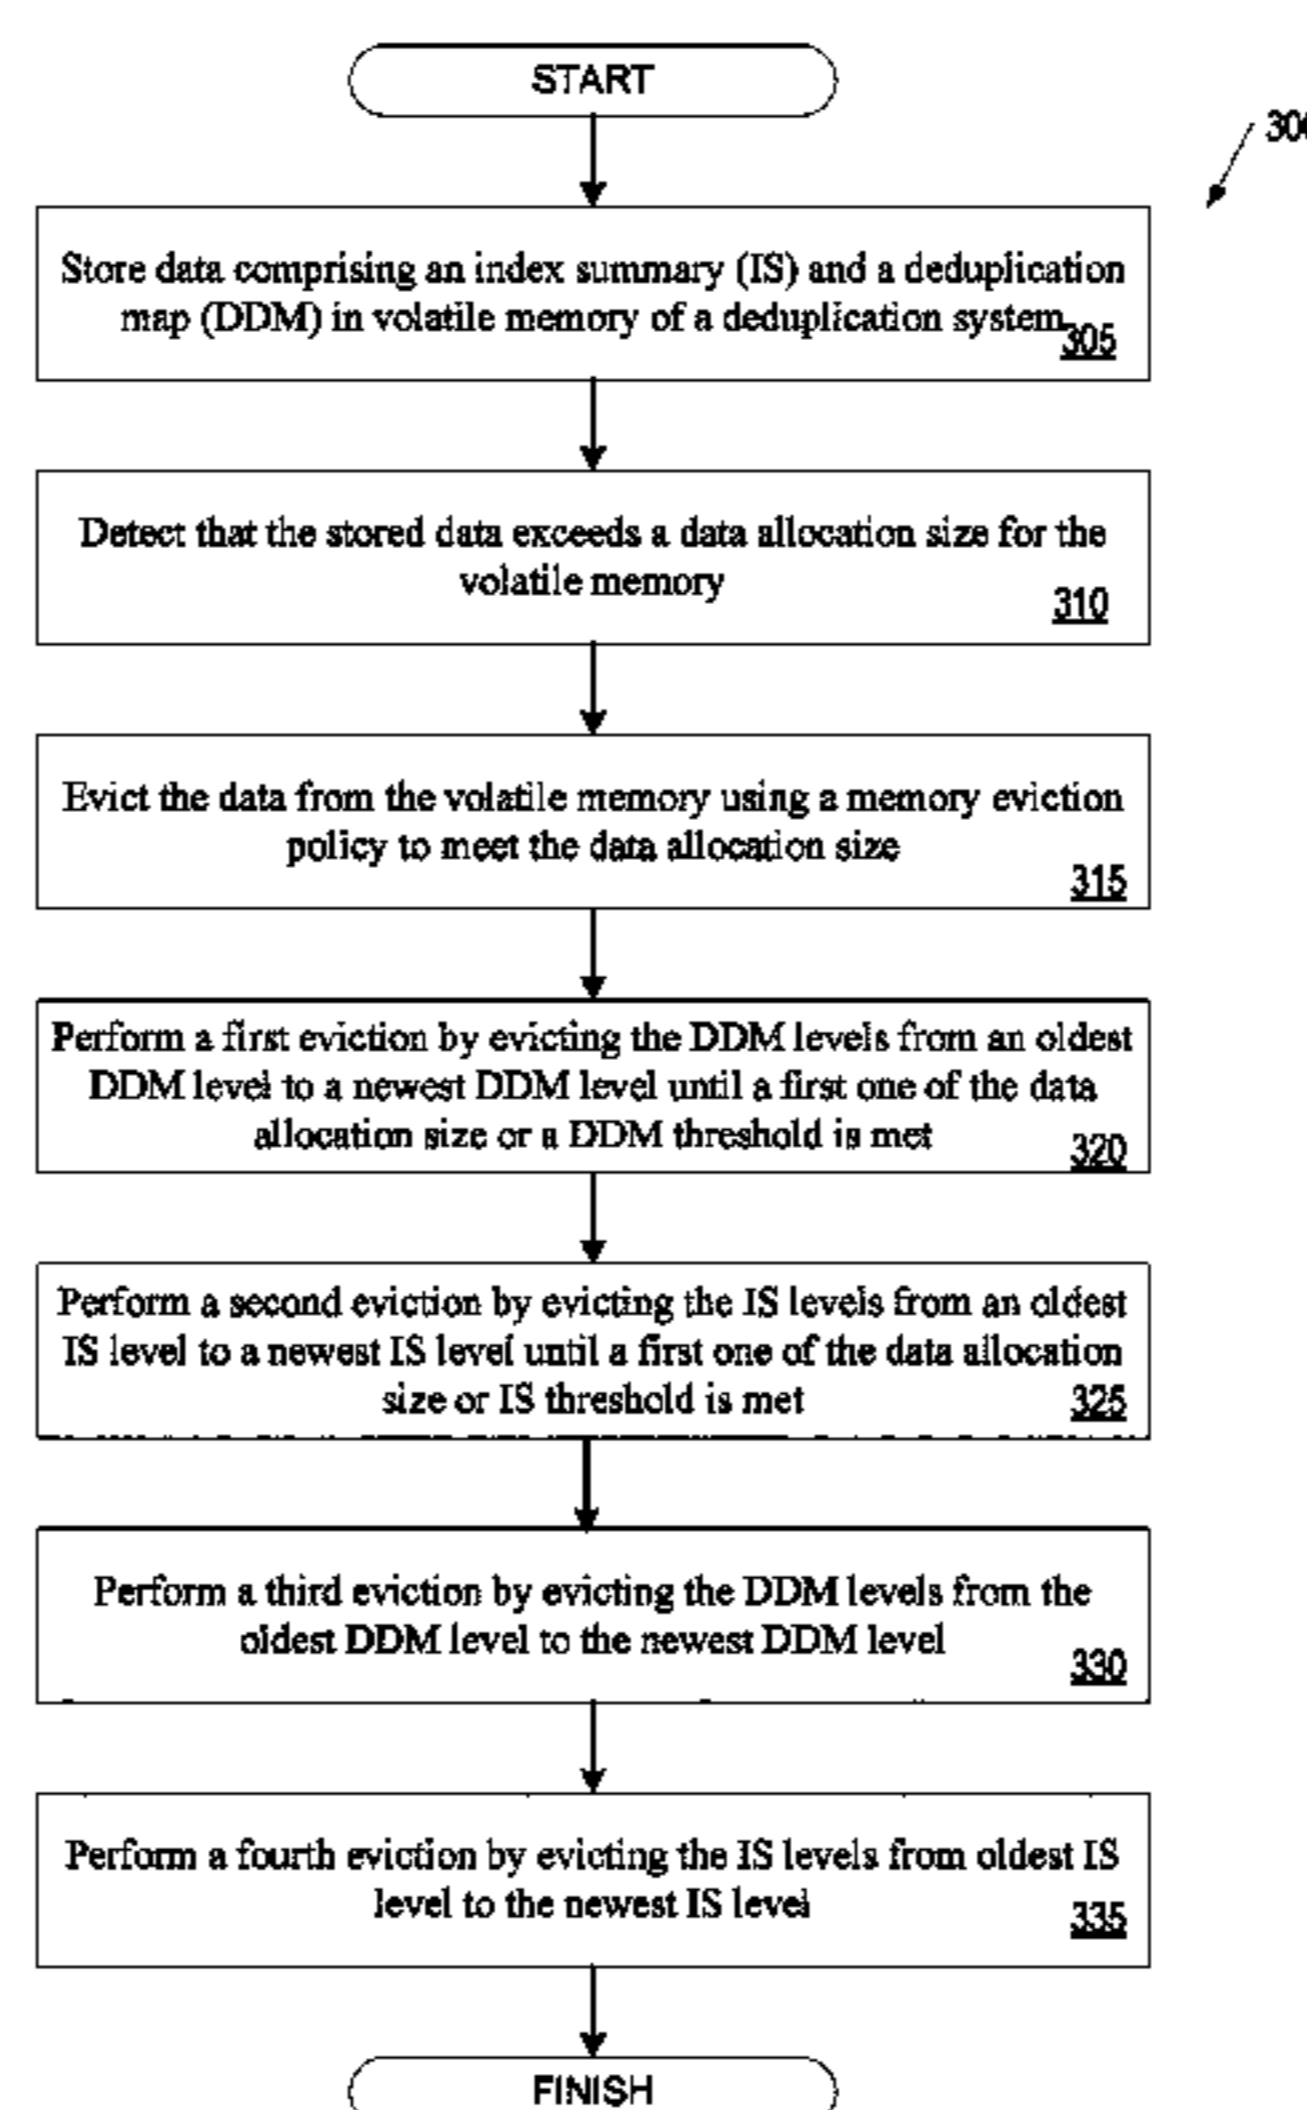 START
300
Store data comprising an index summary (IS) and a deduplication
map (DDM) in volatile memory of a deduplication system
305
Detect that the stored data exceeds a data allocation size for the
volatile memory
310
Evict the data from the volatile memory using a memory eviction
policy to meet the data allocation size
315
Perform a first eviction by evicting the DDM levels from an oldest
DDM level to a newest DDM level until a first one of the data
allocation size or a DDM threshold is met
320
Perform a second eviction by evicting the IS levels from an oldest
IS level to a newest IS level until a first one of the data allocation
size or IS threshold is met
325
Perform a third eviction by evicting the DDM levels from the
oldest DDM level to the newest DDM level
330
Perform a fourth eviction by evicting the IS levels from oldest IS
level to the newest IS level
335
FINISH